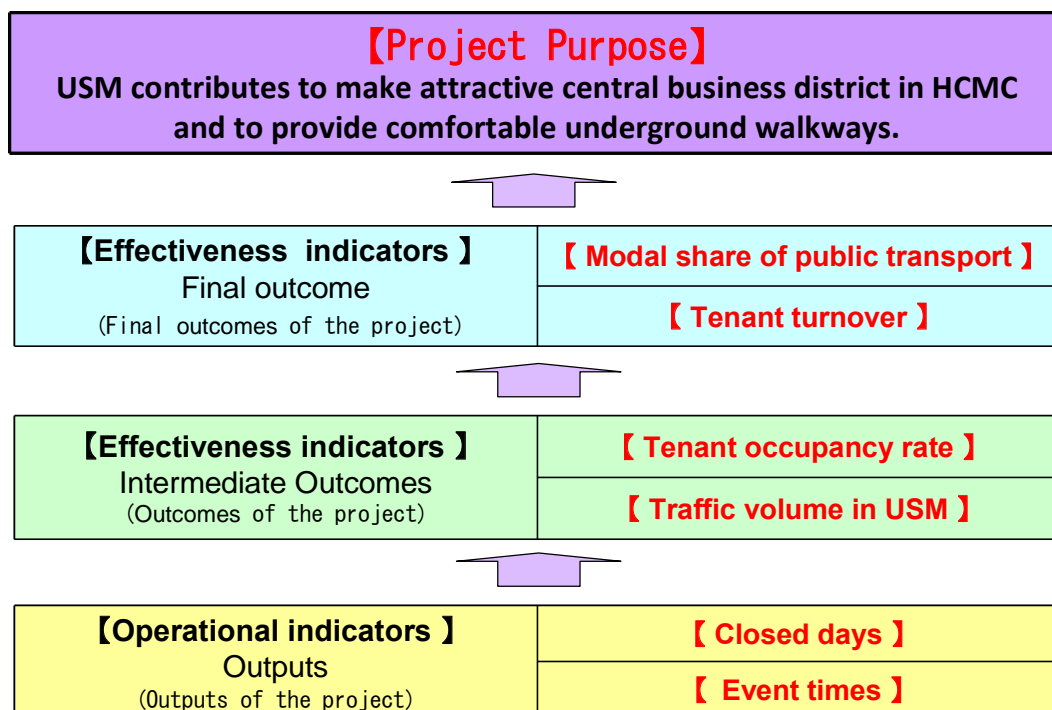 【Project Purpose】
USM contributes to make attractive central business district in HCMC
and to provide comfortable underground walkways.
【Effectiveness indicators】
Final outcome
(Final outcomes of the project)
【Modal share of public transport】
【Tenant turnover】
【Effectiveness indicators】
Intermediate Outcomes
(Outcomes of the project)
【Tenant occupancy rate】
【Traffic volume in USM】
【Operational indicators】
Outputs
(Outputs of the project)
【Closed days】
【Event times】